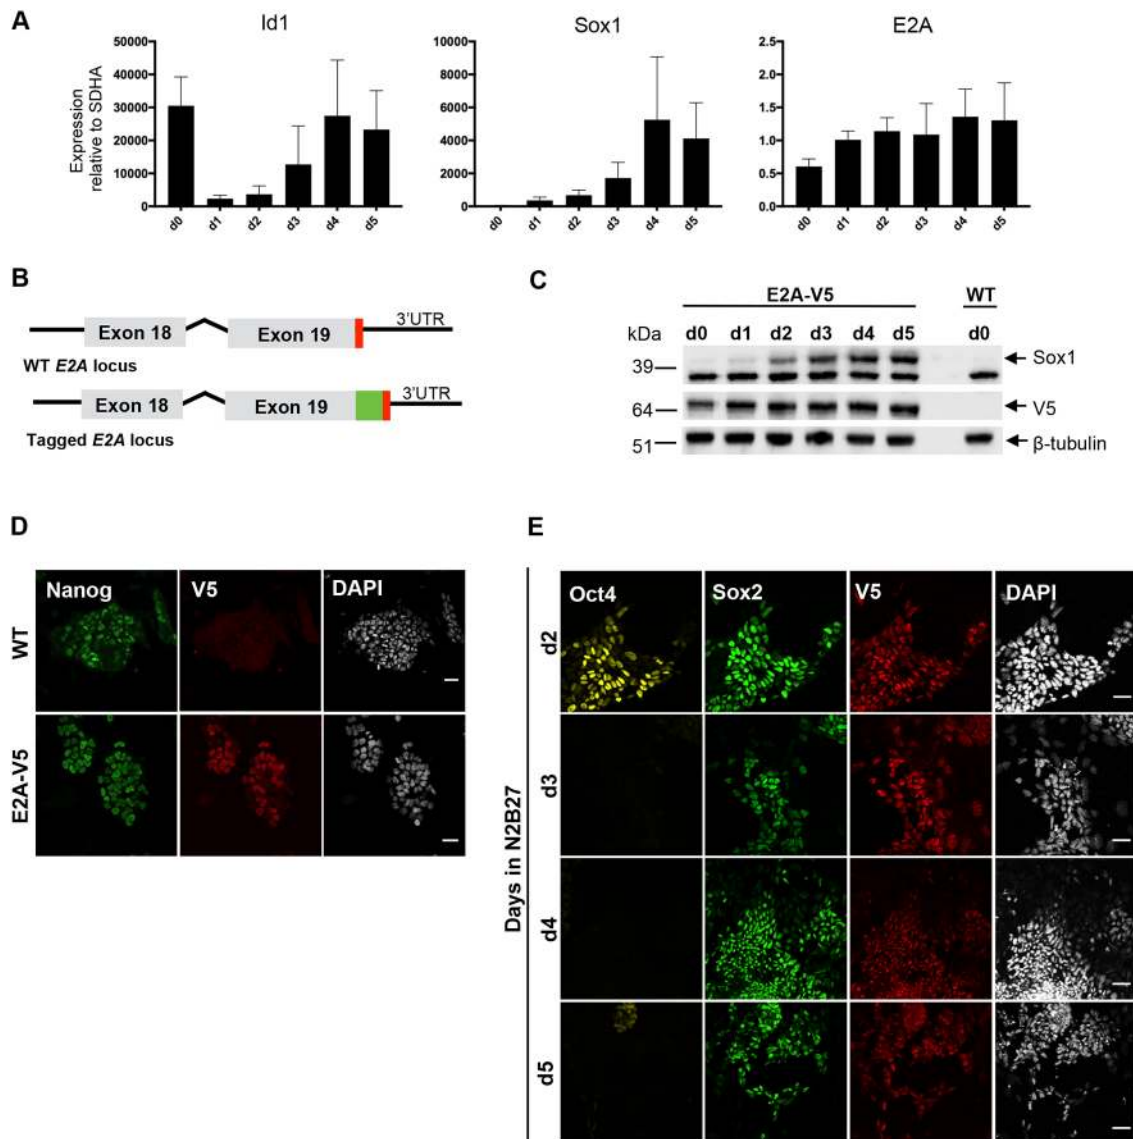 A
Id1
Sox1
E2A
Expression
relative to SDHA
50000
40000
30000
20000
10000
0
d0 d1 d2 d3 d4 d5
10000
8000
6000
4000
2000
0
d0 d1 d2 d3 d4 d5
2.5
2.0
1.5
1.0
0.5
0.0
d0 d1 d2 d3 d4 d5
B
Exon 18 Exon 19 3'UTR
WT E2A locus
Exon 18 Exon 19 3'UTR
Tagged E2A locus
C
E2A-V5 WT
kDa d0 d1 d2 d3 d4 d5 d0
39 Sox1
64 V5
51 β-tubulin
D
Nanog V5 DAPI
WT
E2A-V5
E
Oct4 Sox2 V5 DAPI
Days in N2B27
d2
d3
d4
d5